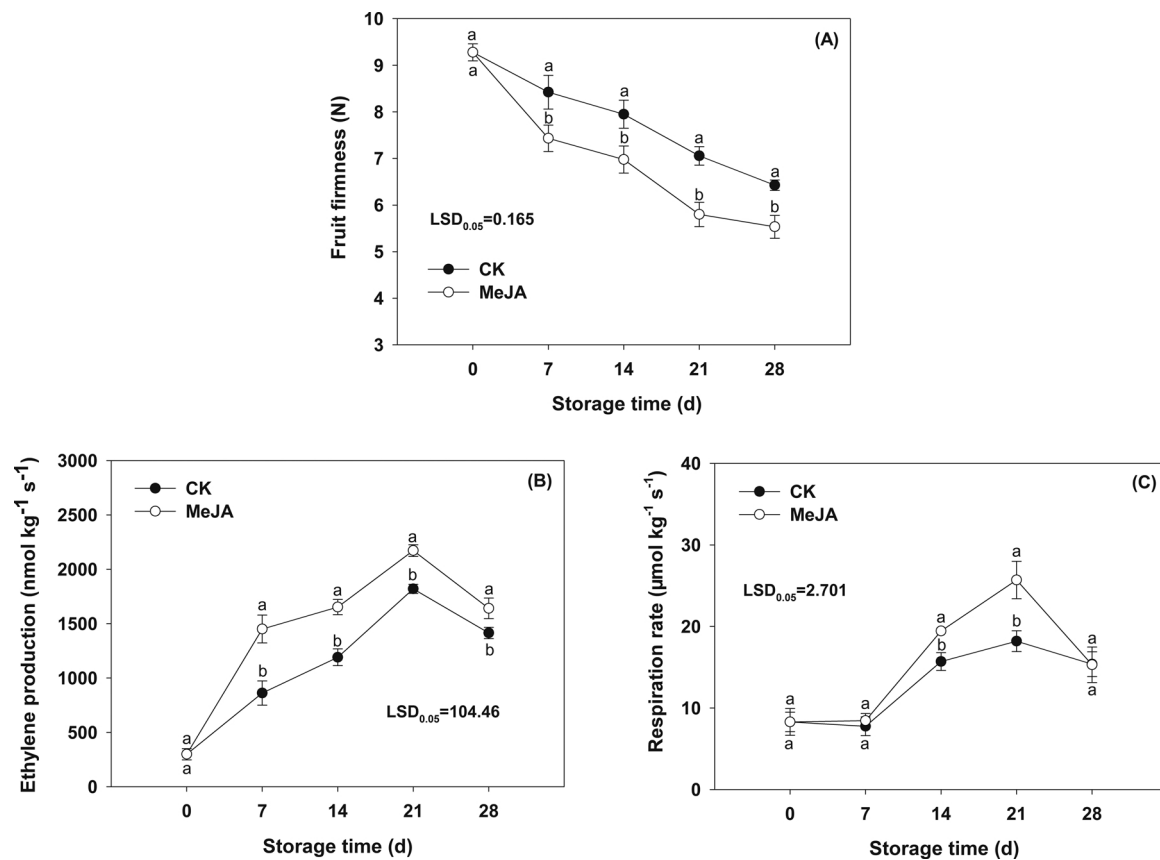 (A)
Fruit firmness (N)
10
9
8
7
6
5
4
3
a
a
a
b
a
b
a
b
a
b
LSD0.05=0.165
CK
MeJA
0 7 14 21 28
Storage time (d)
(B)
Ethylene production (nmol kg-1 s-1)
3000
2500
2000
1500
1000
500
0
CK
MeJA
a
a
a
b
a
b
a
b
a
b
LSD0.05=104.46
0 7 14 21 28
Storage time (d)
(C)
Respiration rate (µmol kg-1 s-1)
40
30
20
10
0
CK
MeJA
LSD0.05=2.701
a
a
a
a
a
b
a
b
a
a
0 7 14 21 28
Storage time (d)